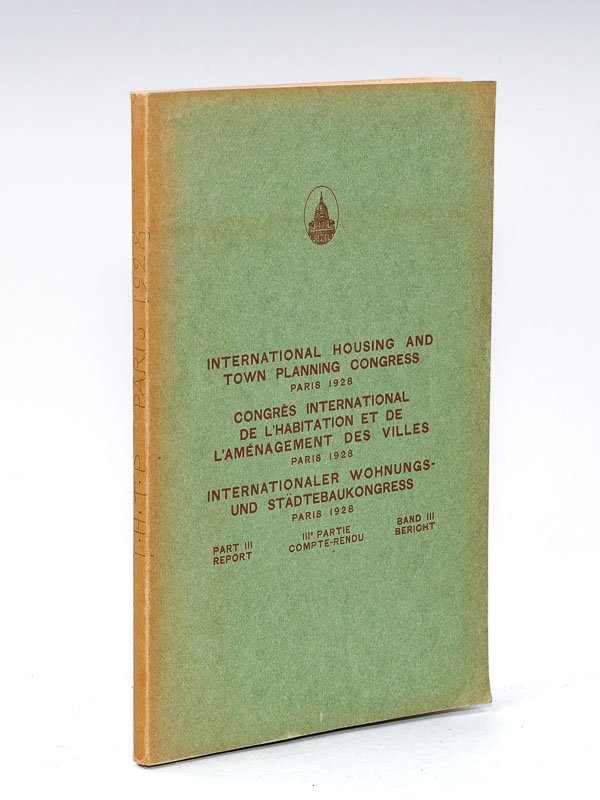 INTERNATIONAL HOUSING AND
TOWN PLANNING CONGRESS
PARIS 1928
CONGRÈS INTERNATIONAL
DE L'HABITATION ET DE
L'AMÉNAGEMENT DES VILLES
PARIS 1928
INTERNATIONALER WOHNUNGS-
UND STÄDTEBAUKONGRESS
PARIS 1928
PART III
REPORT
IIIe PARTIE
COMPTE-RENDU
BAND III
BERICHT
I.H.T.P. PARIS 1928